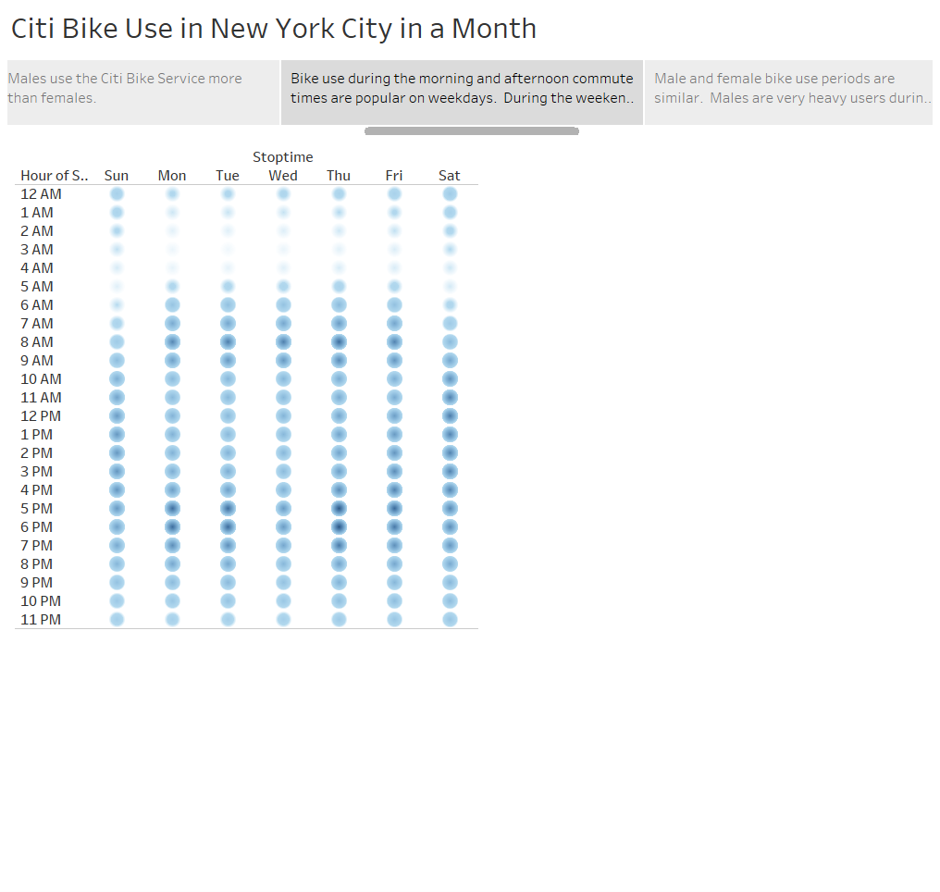 Citi Bike Use in New York City in a Month
Males use the Citi Bike Service more
than females.
Bike use during the morning and afternoon commute
times are popular on weekdays.  During the weeken..
Male and female bike use periods are
similar.  Males are very heavy users durin..
Stoptime
Hour of S.. Sun Mon Tue Wed Thu Fri Sat
12 AM
1 AM
2 AM
3 AM
4 AM
5 AM
6 AM
7 AM
8 AM
9 AM
10 AM
11 AM
12 PM
1 PM
2 PM
3 PM
4 PM
5 PM
6 PM
7 PM
8 PM
9 PM
10 PM
11 PM